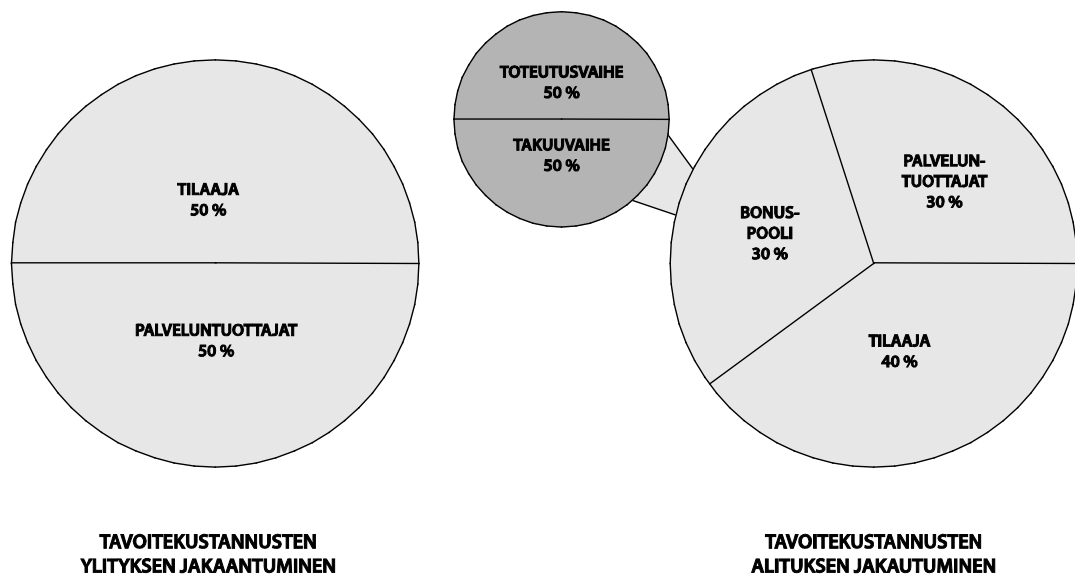 TILAAJA
50 %
PALVELUNTUOTTAJAT
50 %
TAVOITEKUSTANNUSTEN
YLITYKSEN JAKAANTUMINEN
TOTEUTUSVAIHE
50 %
TAKUUVAIHE
50 %
BONUS-
POOLI
30 %
PALVELUN-
TUOTTAJAT
30 %
TILAAJA
40 %
TAVOITEKUSTANNUSTEN
ALITUKSEN JAKAUTUMINEN